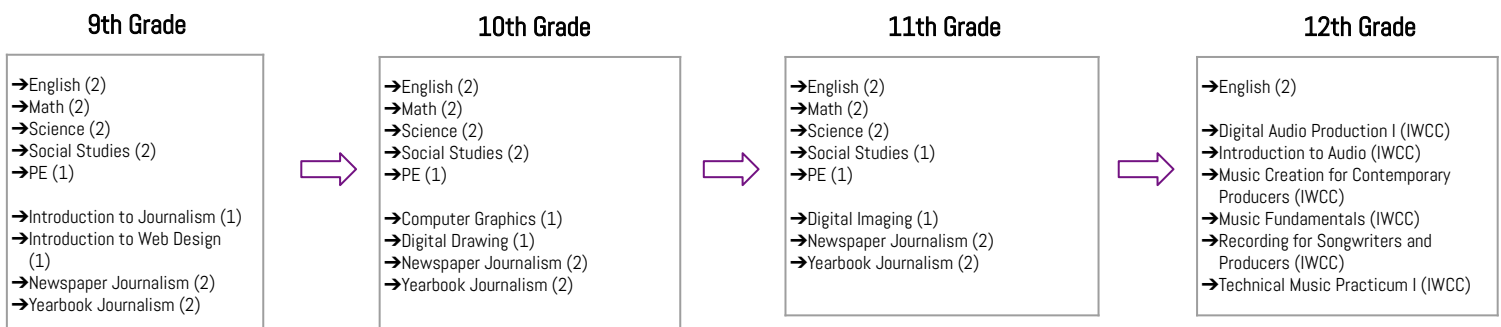 9th Grade
➔English (2)
➔Math (2)
➔Science (2)
➔Social Studies (2)
➔PE (1)
➔Introduction to Journalism (1)
➔Introduction to Web Design
(1)
➔Newspaper Journalism (2)
➔Yearbook Journalism (2)
10th Grade
➔English (2)
➔Math (2)
➔Science (2)
➔Social Studies (2)
➔PE (1)
➔Computer Graphics (1)
➔Digital Drawing (1)
➔Newspaper Journalism (2)
➔Yearbook Journalism (2)
11th Grade
➔English (2)
➔Math (2)
➔Science (2)
➔Social Studies (1)
➔PE (1)
➔Digital Imaging (1)
➔Newspaper Journalism (2)
➔Yearbook Journalism (2)
12th Grade
➔English (2)
➔Digital Audio Production I (IWCC)
➔Introduction to Audio (IWCC)
➔Music Creation for Contemporary
Producers (IWCC)
➔Music Fundamentals (IWCC)
➔Recording for Songwriters and
Producers (IWCC)
➔Technical Music Practicum I (IWCC)